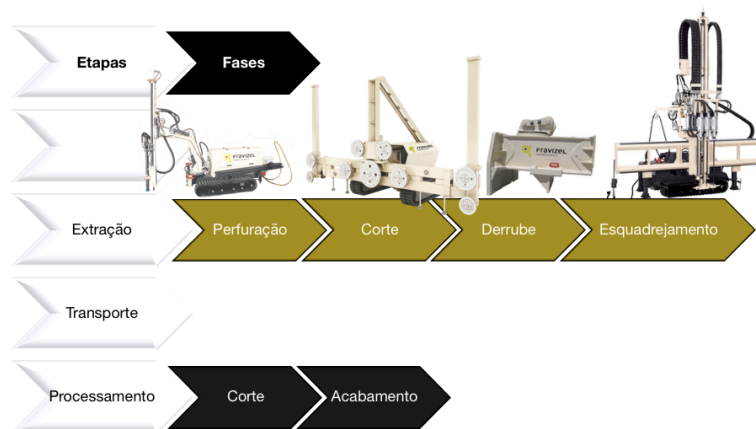 Etapas
Fases
FRAVIZEL
FRAVIZEL
FRAVIZEL
Extração
Perfuração
Corte
Derrube
Esquadrejamento
Transporte
Processamento
Corte
Acabamento